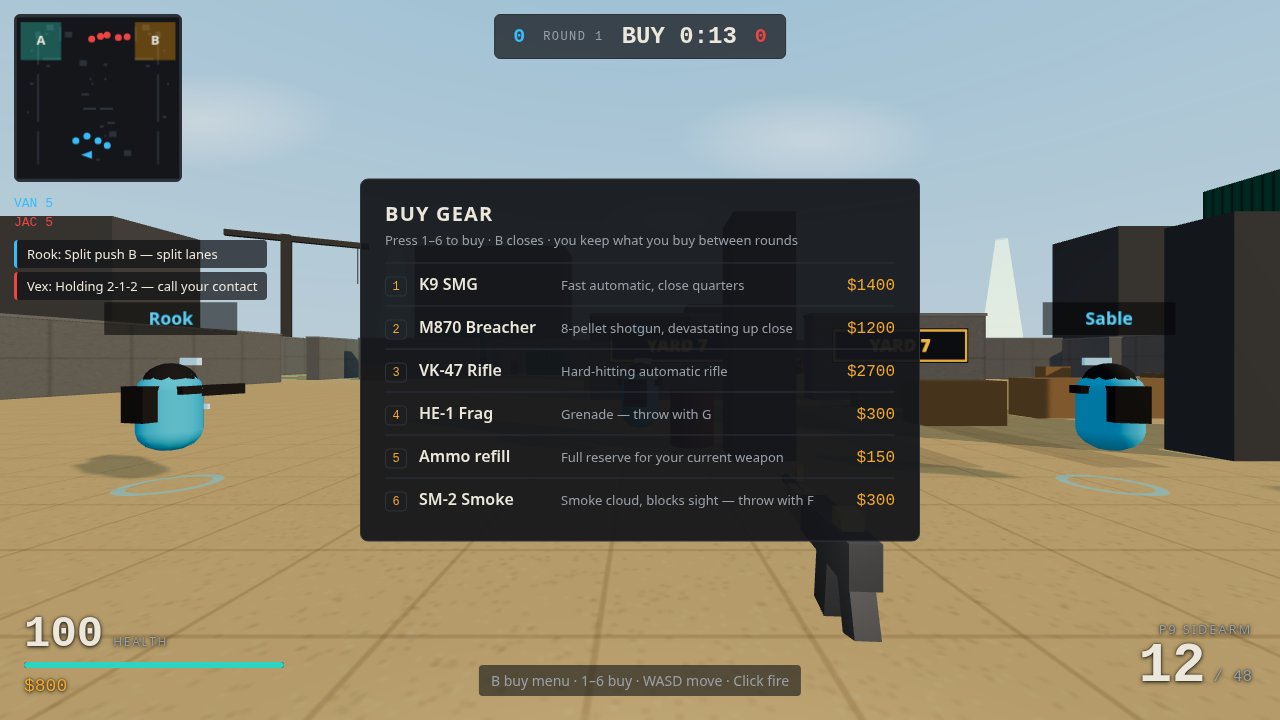 A
B
0 ROUND 1 BUY 0:13 0
VAN 5
JAC 5
Rook: Split push B — split lanes
Vex: Holding 2-1-2 — call your contact
Rook
Sable
BUY GEAR
Press 1–6 to buy · B closes · you keep what you buy between rounds
1 K9 SMG Fast automatic, close quarters $1400
2 M870 Breacher 8-pellet shotgun, devastating up close $1200
YARD 7
YARD 7
3 VK-47 Rifle Hard-hitting automatic rifle $2700
4 HE-1 Frag Grenade — throw with G $300
5 Ammo refill Full reserve for your current weapon $150
6 SM-2 Smoke Smoke cloud, blocks sight — throw with F $300
100 HEALTH
$800
B buy menu · 1–6 buy · WASD move · Click fire
P9 SIDEARM
12 / 48